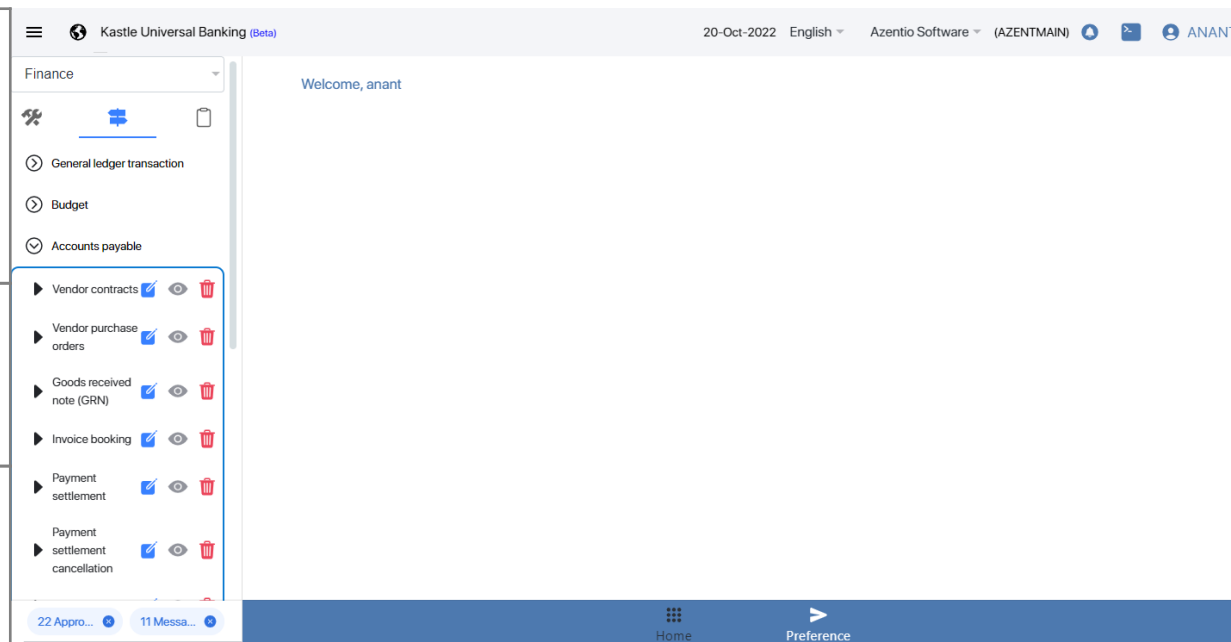 Kastle Universal Banking (Beta)
20-Oct-2022 English Azentio Software (AZENTMAIN) ANANT
Finance
Welcome, anant
General ledger transaction
Budget
Accounts payable
Vendor contracts
Vendor purchase
orders
Goods received
note (GRN)
Invoice booking
Payment
settlement
Payment
settlement
cancellation
22 Appro...
11 Messa...
Home
Preference